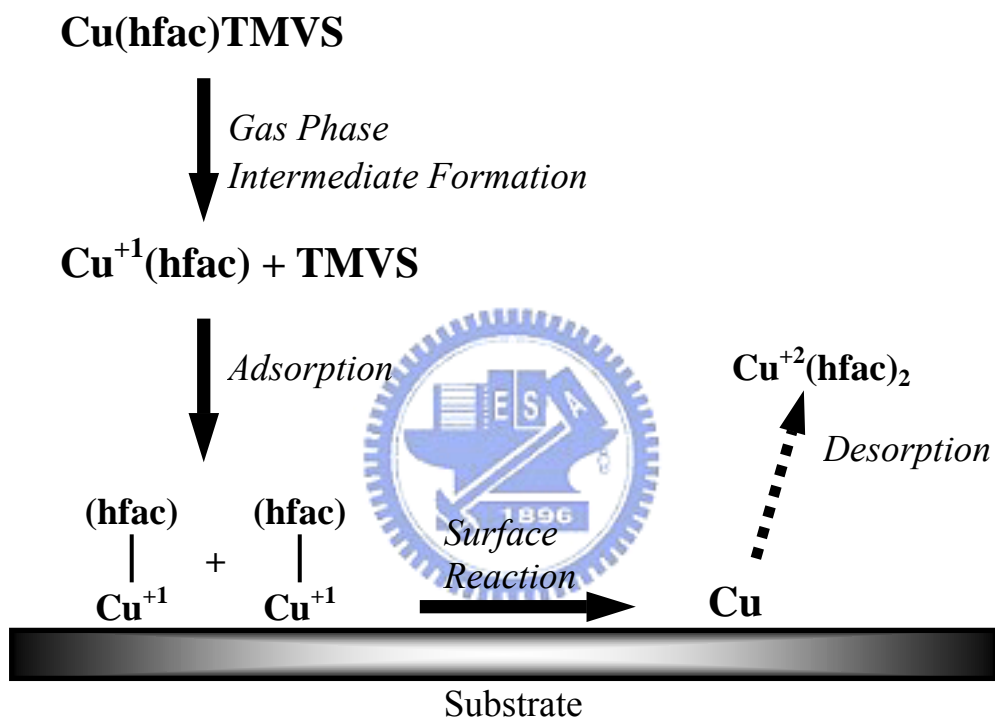 Cu(hfac)TMVS
Gas Phase
Intermediate Formation
Cu⁺¹(hfac) + TMVS
Adsorption
E S A
1896
Cu⁺²(hfac)₂
Desorption
(hfac) (hfac)
+
Cu⁺¹ Cu⁺¹
Surface
Reaction
Cu
Substrate